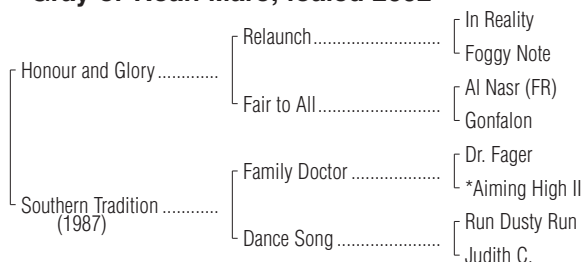 Gray or Roan Mare; foaled 2002
In Reality
Relaunch
Foggy Note
Honour and Glory
Al Nasr (FR)
Fair to All
Gonfalon
Dr. Fager
Family Doctor
*Aiming High II
Southern Tradition
(1987)
Run Dusty Run
Dance Song
Judith C.